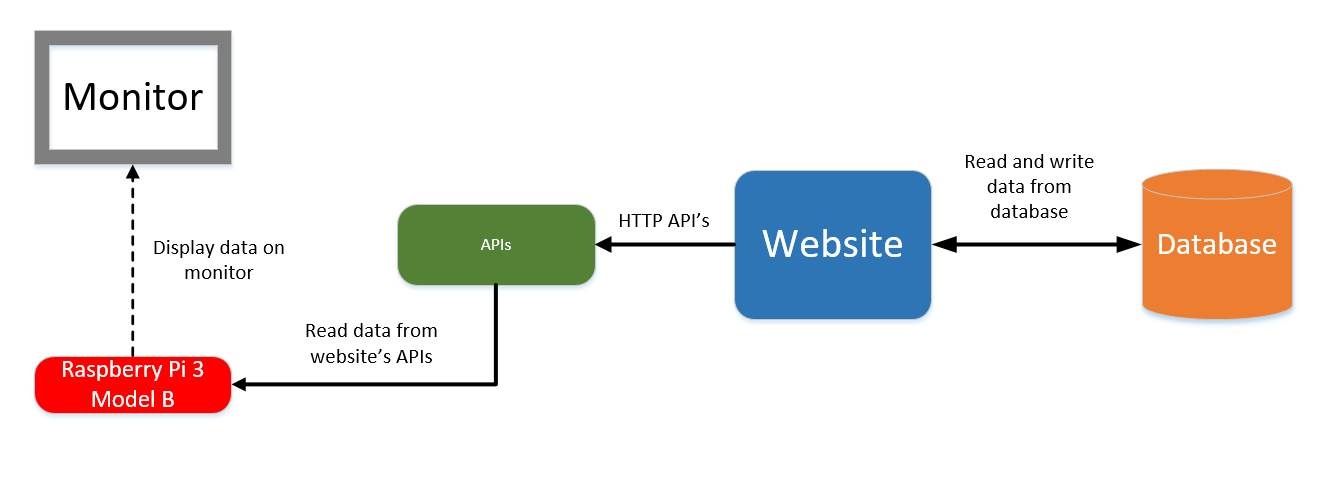 Monitor
Display data on
monitor
Raspberry Pi 3
Model B
Read data from
website's APIs
APIs
HTTP API's
Website
Read and write
data from
database
Database